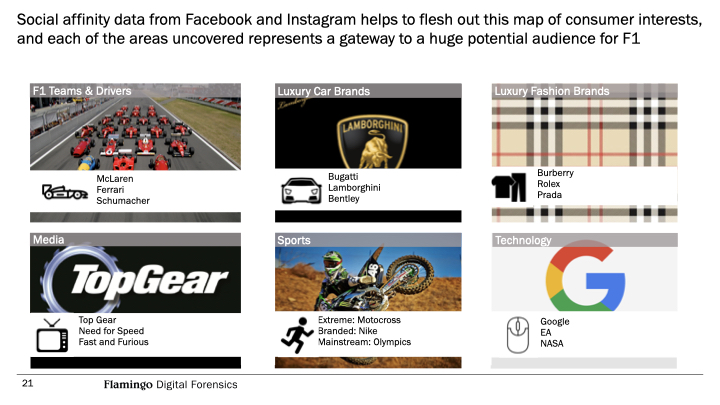 Social affinity data from Facebook and Instagram helps to flesh out this map of consumer interests,
and each of the areas uncovered represents a gateway to a huge potential audience for F1
F1 Teams & Drivers
McLaren
Ferrari
Schumacher
Luxury Car Brands
Lamborghini
LAMBORGHINI
Bugatti
Lamborghini
Bentley
Luxury Fashion Brands
Burberry
Rolex
Prada
Media
TopGear
Top Gear
Need for Speed
Fast and Furious
Sports
Extreme: Motocross
Branded: Nike
Mainstream: Olympics
Technology
Google
EA
NASA
21
Flamingo Digital Forensics